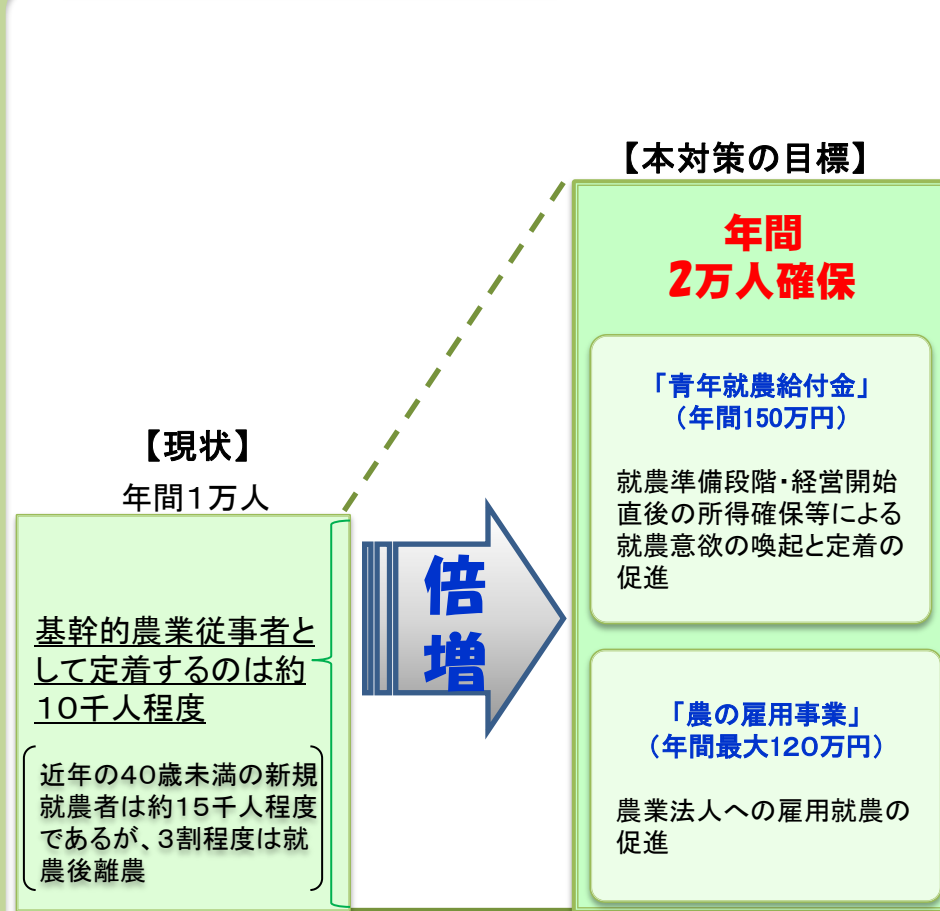 【現状】
年間１万人
基幹的農業従事者と
して定着するのは約
１０千人程度
近年の４０歳未満の新規
就農者は約１５千人程度
であるが、３割程度は就
農後離農
倍
増
【本対策の目標】
年間
２万人確保
「青年就農給付金」
（年間150万円）
就農準備段階・経営開始
直後の所得確保等による
就農意欲の喚起と定着の
促進
「農の雇用事業」
（年間最大１２０万円）
農業法人への雇用就農の
促進